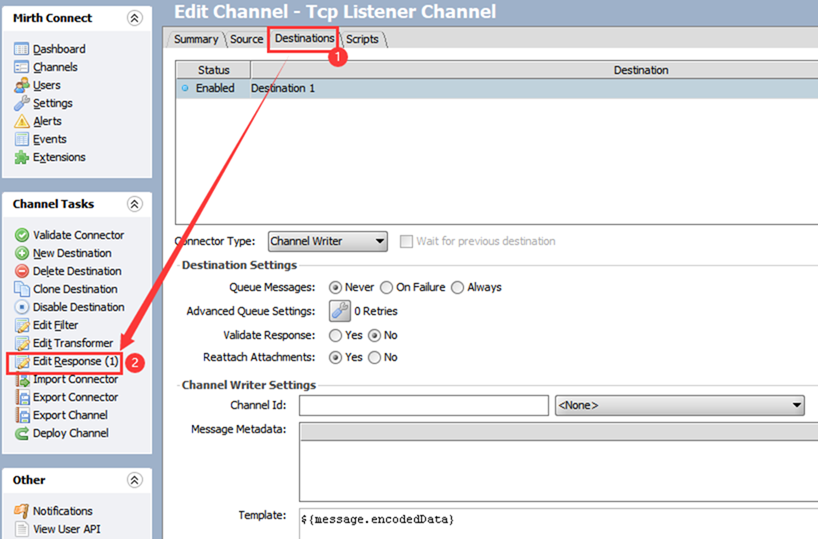 Mirth Connect
Dashboard
Channels
Users
Settings
Alerts
Events
Extensions
Channel Tasks
Validate Connector
New Destination
Delete Destination
Clone Destination
Disable Destination
Edit Filter
Edit Transformer
Edit Response (1)
2
Import Connector
Export Connector
Export Channel
Deploy Channel
Other
Notifications
View User API
Edit Channel - Tcp Listener Channel
Summary Source Destinations Scripts
1
Status Destination
Enabled Destination 1
Connector Type: Channel Writer Wait for previous destination
Destination Settings
Queue Messages: Never On Failure Always
Advanced Queue Settings: 0 Retries
Validate Response: Yes No
Reattach Attachments: Yes No
Channel Writer Settings
Channel Id: <None>
Message Metadata:
Template: ${message.encodedData}